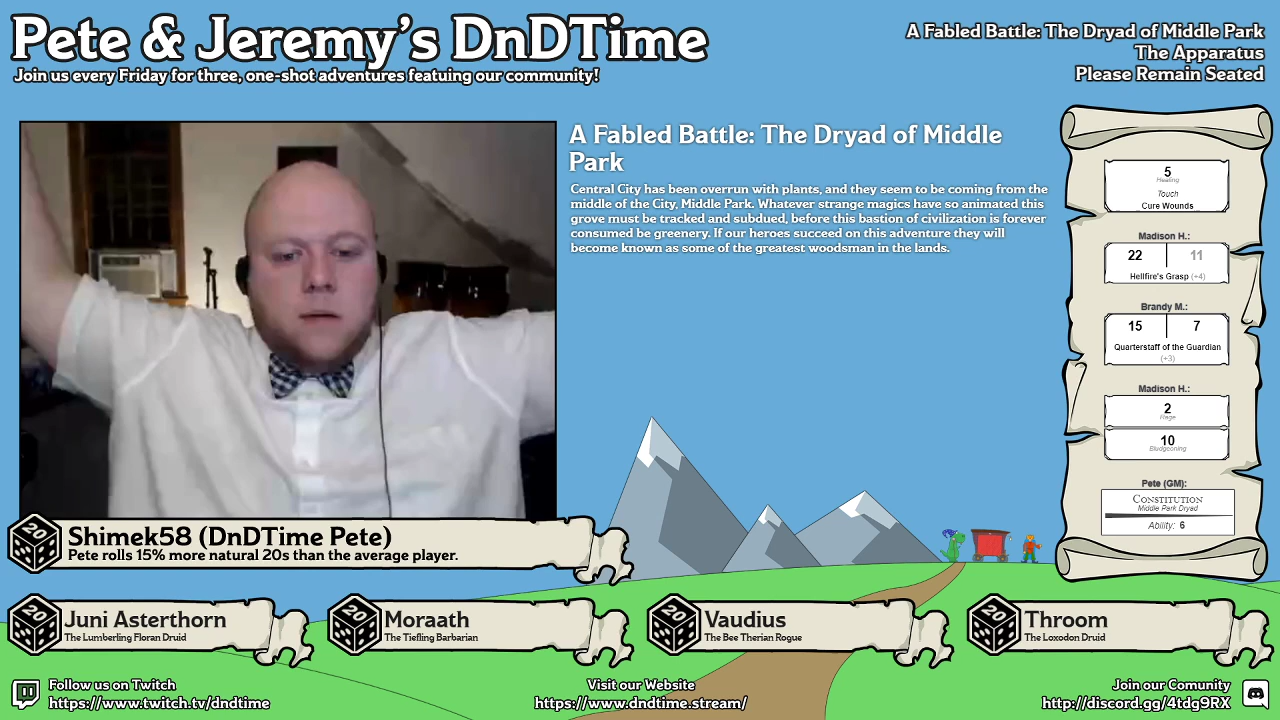 Pete & Jeremy's DnDTime
Join us every Friday for three, one-shot adventures featuing our community!
A Fabled Battle: The Dryad of Middle Park
The Apparatus
Please Remain Seated
A Fabled Battle: The Dryad of Middle
Park
Central City has been overrun with plants, and they seem to be coming from the
middle of the City, Middle Park. Whatever strange magics have so animated this
grove must be tracked and subdued, before this bastion of civilization is forever
consumed be greenery. If our heroes succeed on this adventure they will
become known as some of the greatest woodsman in the lands.
5
Healing
Touch
Cure Wounds
Madison H.:
22 11
Hellfire's Grasp (+4)
Brandy M.:
15 7
Quarterstaff of the Guardian
(+3)
Madison H.:
2
Rage
10
Bludgeoning
Pete (GM):
Constitution
Middle Park Dryad
Ability: 6
20
Shimek58 (DnDTime Pete)
Pete rolls 15% more natural 20s than the average player.
20
Juni Asterthorn
The Lumberling Floran Druid
20
Moraath
The Tiefling Barbarian
20
Vaudius
The Bee Therian Rogue
20
Throom
The Loxodon Druid
Follow us on Twitch
https://www.twitch.tv/dndtime
Visit our Website
https://www.dndtime.stream/
Join our Comunity
http://discord.gg/4tdg9RX